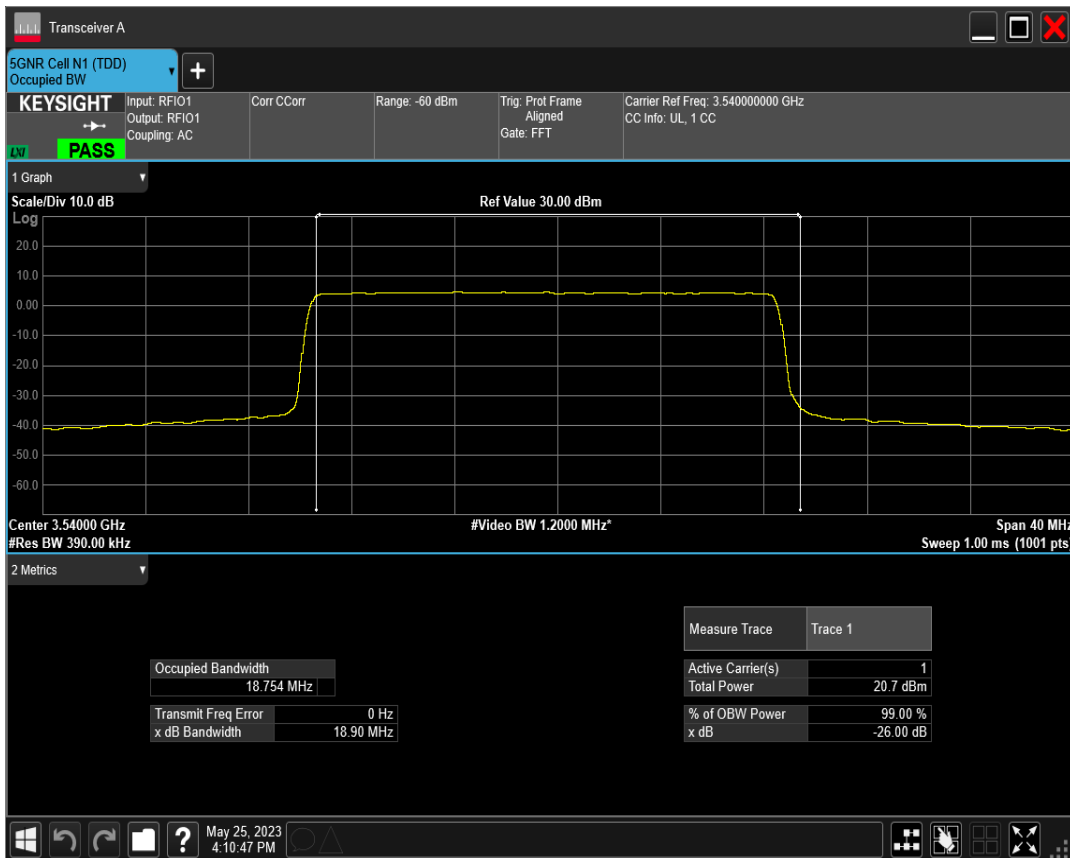 Transceiver A
5GNR Cell N1 (TDD)
Occupied BW
KEYSIGHT
LXI
PASS
Input: RFIO1
Output: RFIO1
Coupling: AC
Corr CCorr
Range: -60 dBm
Trig: Prot Frame
Aligned
Gate: FFT
Carrier Ref Freq: 3.540000000 GHz
CC Info: UL, 1 CC
1 Graph
Scale/Div 10.0 dB
Ref Value 30.00 dBm
Log
20.0
10.0
0.00
-10.0
-20.0
-30.0
-40.0
-50.0
-60.0
Center 3.54000 GHz
#Video BW 1.2000 MHz*
Span 40 MHz
#Res BW 390.00 kHz
Sweep 1.00 ms (1001 pts)
2 Metrics
Measure Trace Trace 1
Occupied Bandwidth
18.754 MHz
Active Carrier(s) 1
Total Power 20.7 dBm
Transmit Freq Error 0 Hz
x dB Bandwidth 18.90 MHz
% of OBW Power 99.00 %
x dB -26.00 dB
?
May 25, 2023
4:10:47 PM